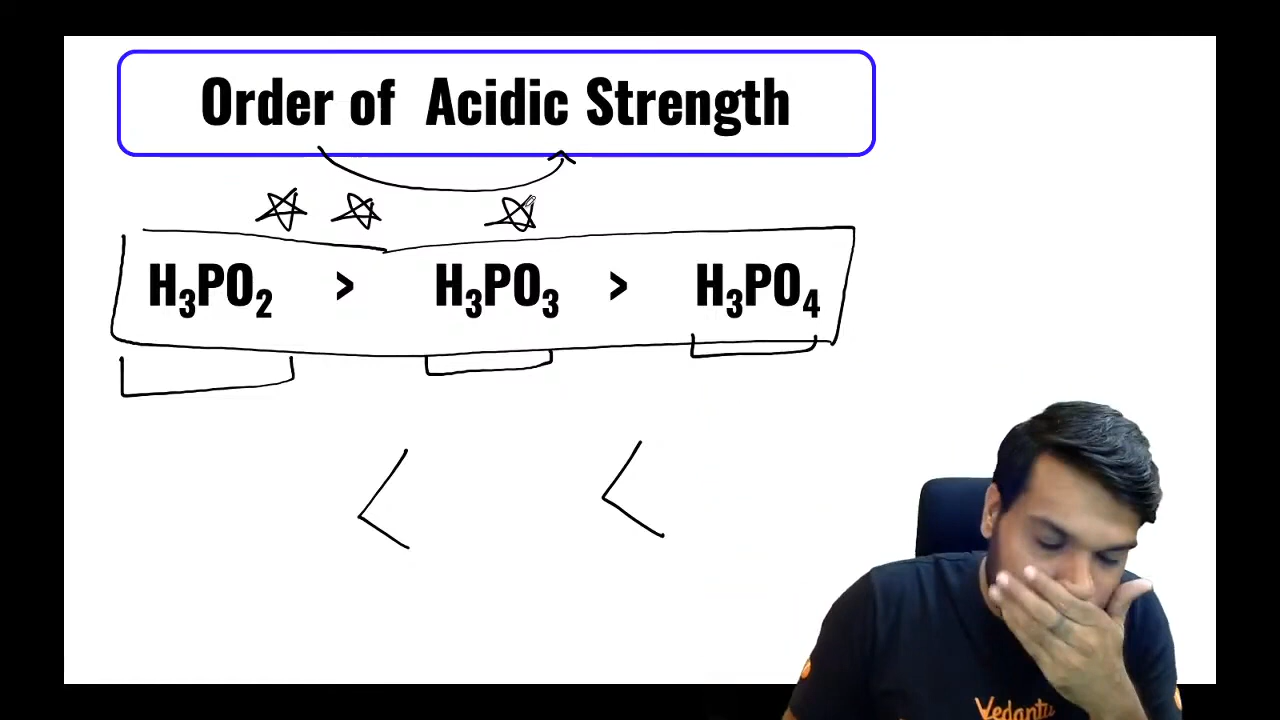 Order of Acidic Strength
H₃PO₂ > H₃PO₃ > H₃PO₄
< <
Vedantu